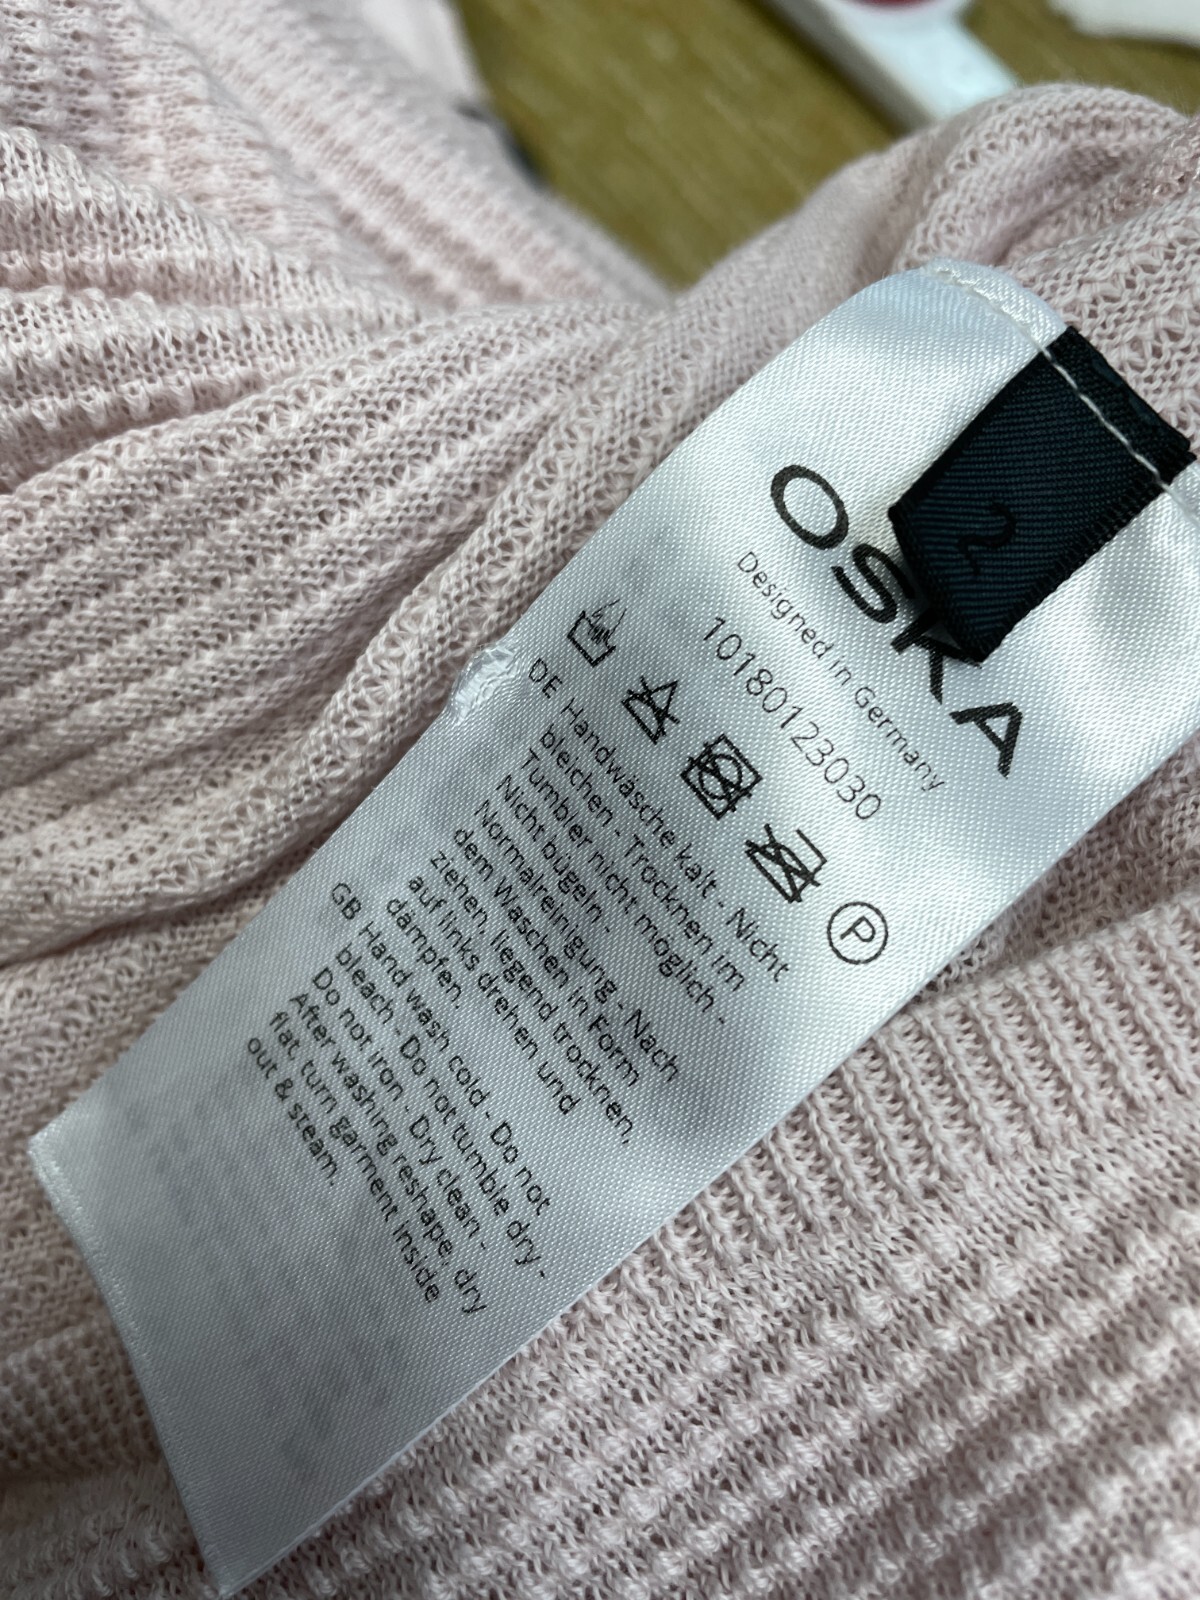 2
OSKA
Designed in Germany
10180123030
P
DE Handwäsche kalt - Nicht
bleichen - Trocknen im
Tumbler nicht möglich -
Nicht bügeln -
Normalreinigung - Nach
dem Waschen in Form
ziehen, liegend trocknen,
auf links drehen und
dämpfen.
GB Hand wash cold - Do not
bleach - Do not tumble dry -
Do not iron - Dry clean -
After washing reshape, dry
flat, turn garment inside
out & steam.